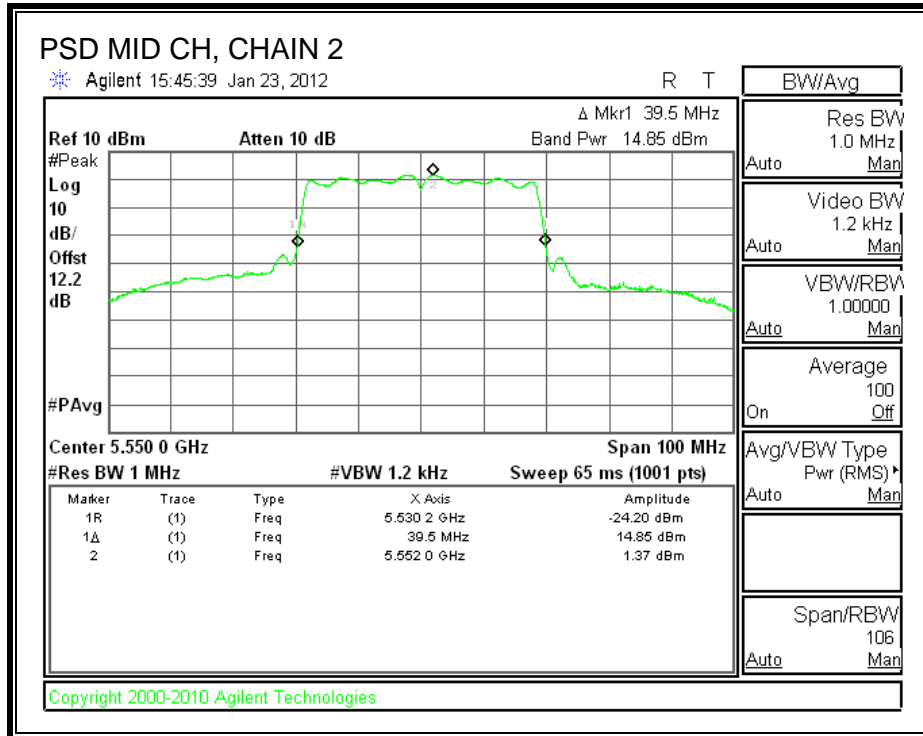 PSD MID CH, CHAIN 2
Agilent 15:45:39 Jan 23, 2012 R T
Δ Mkr1 39.5 MHz
Ref 10 dBm Atten 10 dB Band Pwr 14.85 dBm
#Peak
Log
10
dB/
Offst
12.2
dB
1R
2
#PAvg
Center 5.550 0 GHz Span 100 MHz
#Res BW 1 MHz #VBW 1.2 kHz Sweep 65 ms (1001 pts)
Marker Trace Type X Axis Amplitude
1R (1) Freq 5.530 2 GHz -24.20 dBm
1Δ (1) Freq 39.5 MHz 14.85 dBm
2 (1) Freq 5.552 0 GHz 1.37 dBm
Copyright 2000-2010 Agilent Technologies
BW/Avg
Res BW
1.0 MHz
Auto Man
Video BW
1.2 kHz
Auto Man
VBW/RBW
1.00000
Auto Man
Average
100
On Off
Avg/VBW Type
Pwr (RMS)
Auto Man
Span/RBW
106
Auto Man